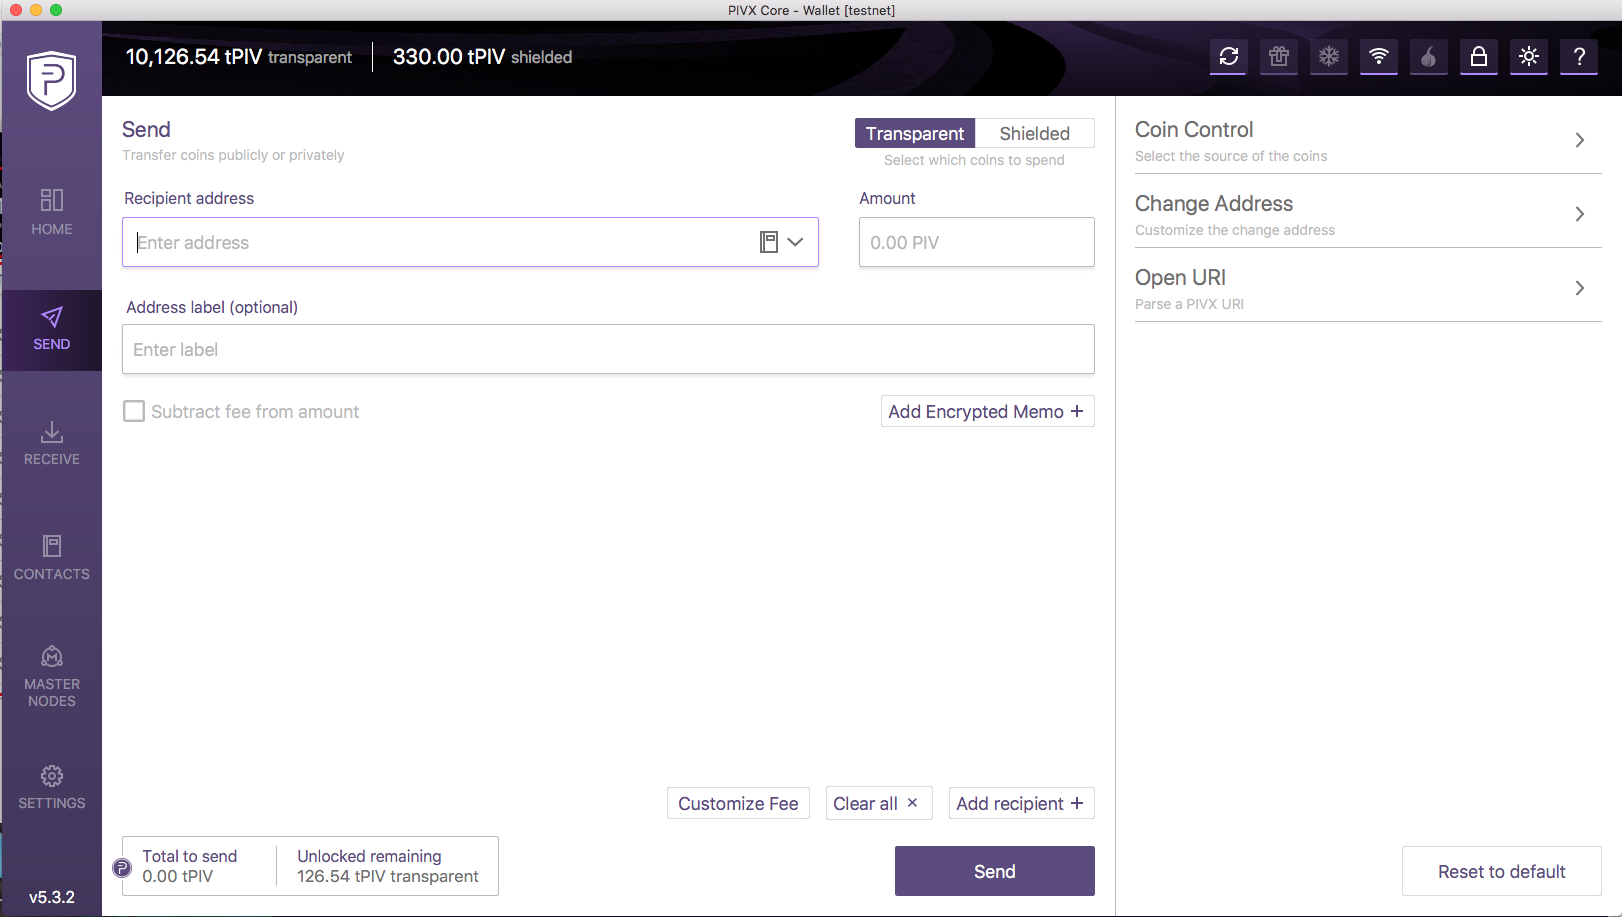 PIVX Core - Wallet [testnet]
10,126.54 tPIV transparent
330.00 tPIV shielded
?
HOME
SEND
RECEIVE
CONTACTS
MASTER
NODES
SETTINGS
v5.3.2
Send
Transfer coins publicly or privately
Transparent
Shielded
Select which coins to spend
Recipient address
Amount
Enter address
0.00 PIV
Address label (optional)
Enter label
Subtract fee from amount
Add Encrypted Memo +
Customize Fee
Clear all ×
Add recipient +
Total to send
0.00 tPIV
Unlocked remaining
126.54 tPIV transparent
Send
Coin Control
Select the source of the coins
Change Address
Customize the change address
Open URI
Parse a PIVX URI
Reset to default